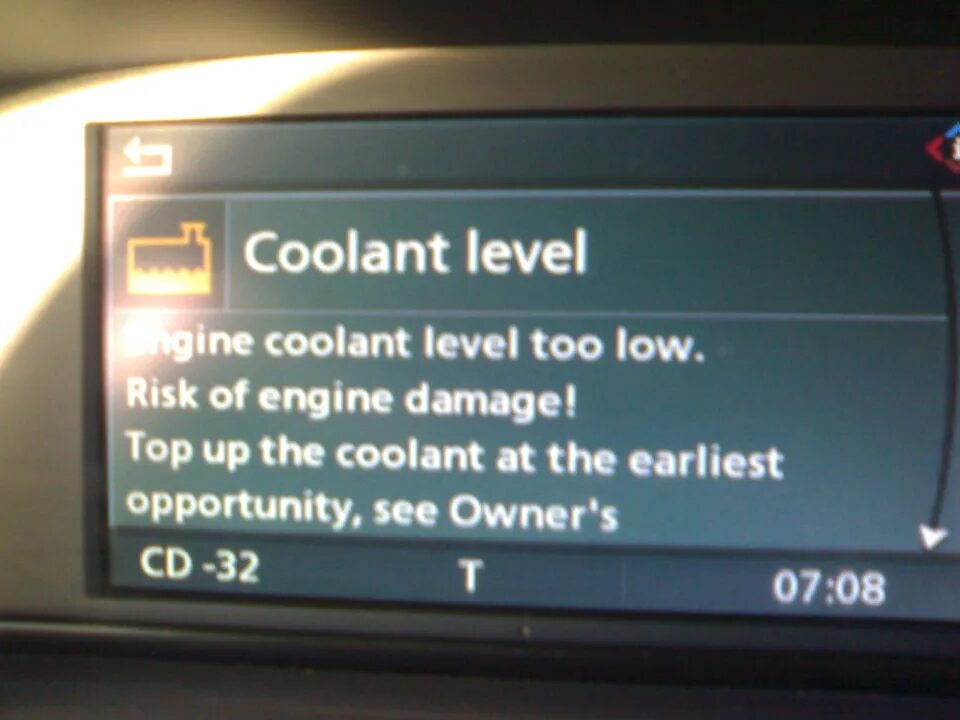 Coolant level
Engine coolant level too low.
Risk of engine damage!
Top up the coolant at the earliest
opportunity, see Owner's
CD -32 T 07:08